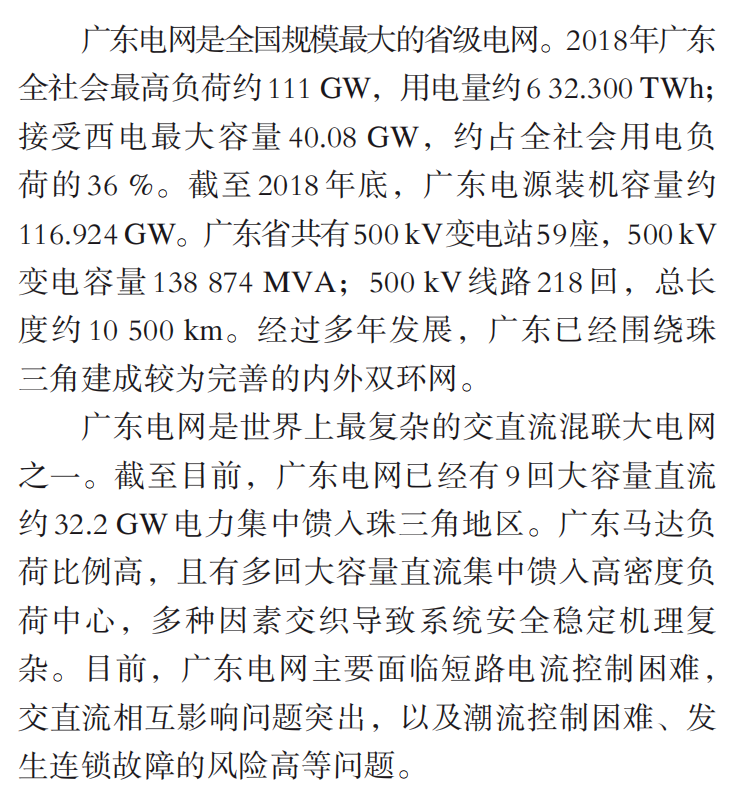 广东电网是全国规模最大的省级电网。2018年广东
全社会最高负荷约111 GW，用电量约6 32.300 TWh；
接受西电最大容量40.08 GW，约占全社会用电负
荷的36 %。截至2018年底，广东电源装机容量约
116.924 GW。广东省共有500 kV变电站59座，500 kV
变电容量138 874 MVA；500 kV线路218回，总长
度约10 500 km。经过多年发展，广东已经围绕珠
三角建成较为完善的内外双环网。
广东电网是世界上最复杂的交直流混联大电网
之一。截至目前，广东电网已经有9回大容量直流
约32.2 GW电力集中馈入珠三角地区。广东马达负
荷比例高，且有多回大容量直流集中馈入高密度负
荷中心，多种因素交织导致系统安全稳定机理复
杂。目前，广东电网主要面临短路电流控制困难，
交直流相互影响问题突出，以及潮流控制困难、发
生连锁故障的风险高等问题。